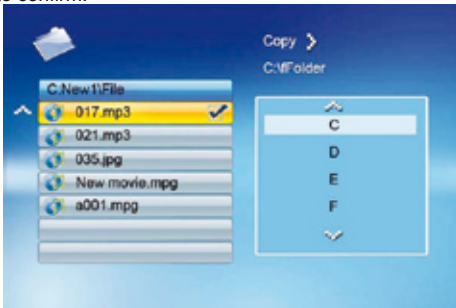 Copy >
C:\fFolder
C:New1\File
017.mp3
021.mp3
035.jpg
New movie.mpg
a001.mpg
C
D
E
F